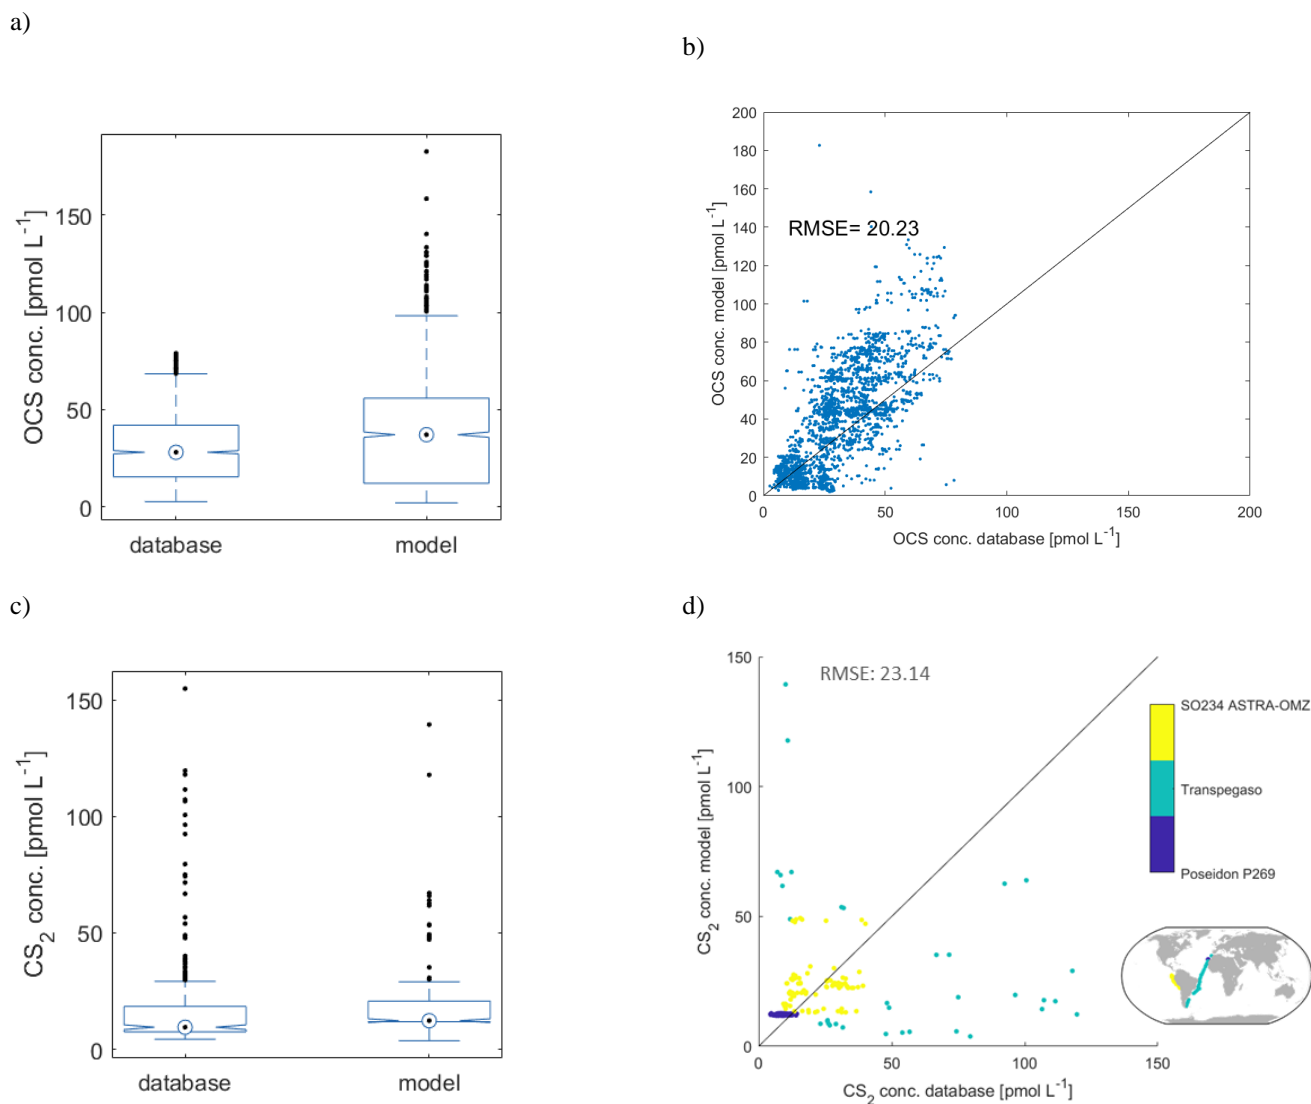 a)
b)
OCS conc. [pmol L-1]
150
100
50
0
database model
OCS conc. model [pmol L-1]
200
180
160
140
120
100
80
60
40
20
0
RMSE= 20.23
0 50 100 150 200
OCS conc. database [pmol L-1]
c)
d)
CS2 conc. [pmol L-1]
150
100
50
0
database model
CS2 conc. model [pmol L-1]
150
100
50
0
RMSE: 23.14
SO234 ASTRA-OMZ
Transpegaso
Poseidon P269
0 50 100 150
CS2 conc. database [pmol L-1]